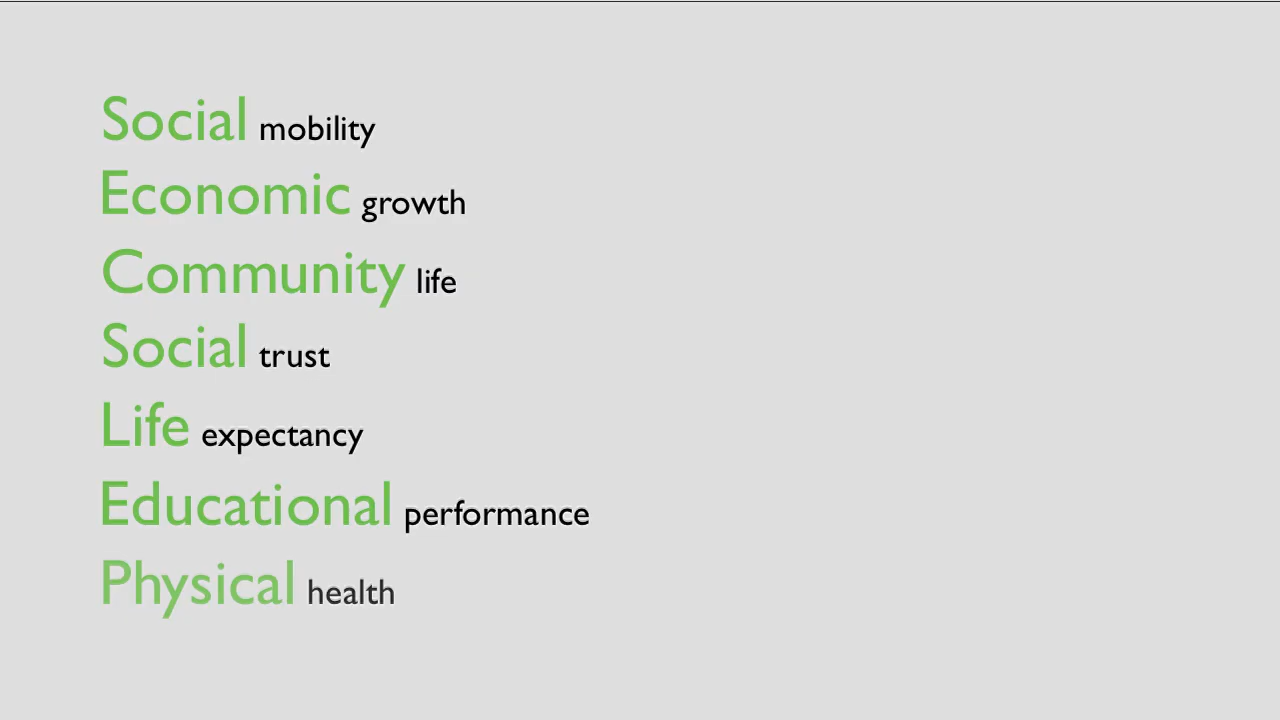 Social mobility
Economic growth
Community life
Social trust
Life expectancy
Educational performance
Physical health